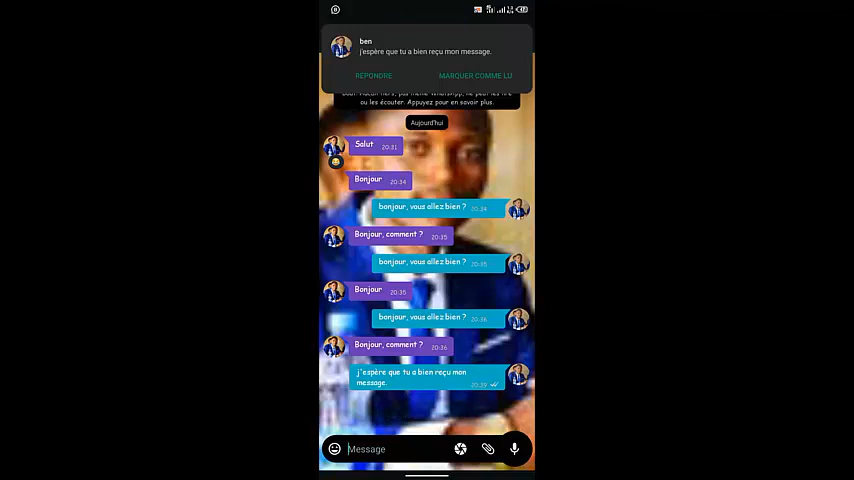 ben
j'espère que tu a bien reçu mon message.
RÉPONDRE
MARQUER COMME LU
ou les écouter. Appuyez pour en savoir plus.
Aujourd'hui
Salut 20:31
Bonjour 20:34
bonjour, vous allez bien ? 20:34
Bonjour, comment ? 20:35
bonjour, vous allez bien ? 20:35
Bonjour 20:35
bonjour, vous allez bien ? 20:36
Bonjour, comment ? 20:36
j'espère que tu a bien reçu mon
message. 20:39
Message